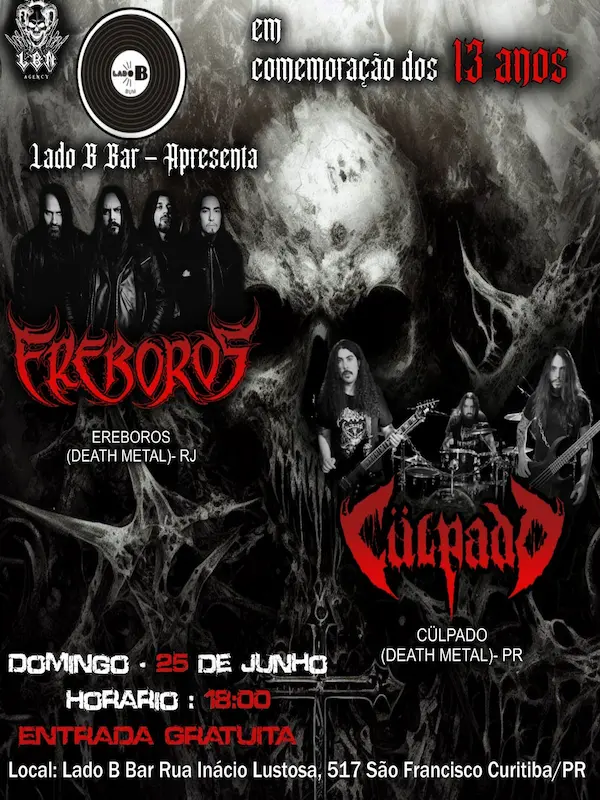 L.B.N
AGENCY
LADO B
RUM
em
comemoração dos 13 anos
Lado B Bar – Apresenta
EREBOROS
EREBOROS
(DEATH METAL)- RJ
CÜLPADO
CÜLPADO
(DEATH METAL)- PR
DOMINGO - 25 DE JUNHO
HORARIO : 18:00
ENTRADA GRATUITA
Local: Lado B Bar Rua Inácio Lustosa, 517 São Francisco Curitiba/PR